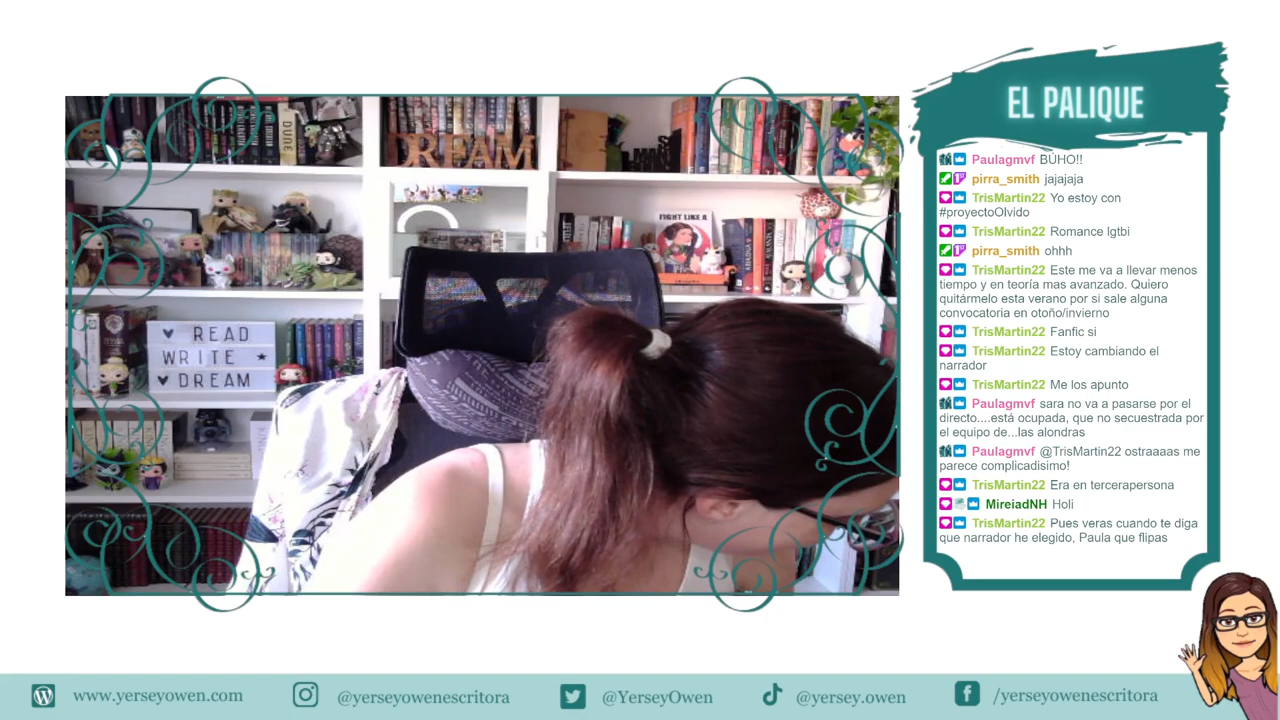 DUNE
DREAM
FIGHT LIKE A
READ
WRITE
DREAM
EL PALIQUE
Paulagmvf BÚHO!!
pirra_smith jajajaja
TrisMartin22 Yo estoy con
#proyectoOlvido
TrisMartin22 Romance lgtbi
pirra_smith ohhh
TrisMartin22 Este me va a llevar menos
tiempo y en teoría mas avanzado. Quiero
quitármelo esta verano por si sale alguna
convocatoria en otoño/invierno
TrisMartin22 Fanfic si
TrisMartin22 Estoy cambiando el
narrador
TrisMartin22 Me los apunto
Paulagmvf sara no va a pasarse por el
directo....está ocupada, que no secuestrada por
el equipo de...las alondras
Paulagmvf @TrisMartin22 ostraaaas me
parece complicadisimo!
TrisMartin22 Era en tercerapersona
MireiadNH Holi
TrisMartin22 Pues veras cuando te diga
que narrador he elegido, Paula que flipas
www.yerseyowen.com
@yerseyowenescritora
@YerseyOwen
@yersey.owen
/yerseyowenescritora